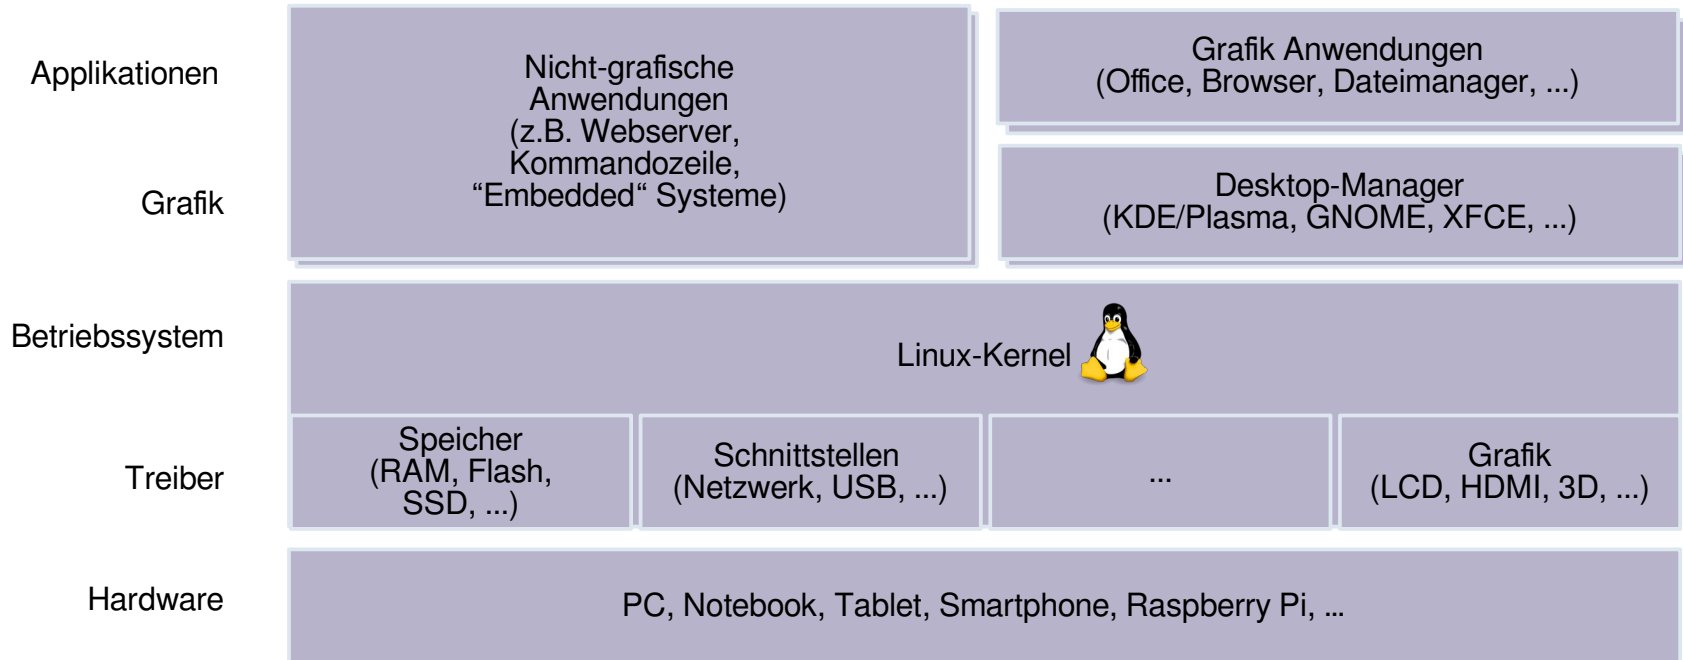 Applikationen
Nicht-grafische
Anwendungen
(z.B. Webserver,
Kommandozeile,
“Embedded“ Systeme)
Grafik Anwendungen
(Office, Browser, Dateimanager, ...)
Grafik
Desktop-Manager
(KDE/Plasma, GNOME, XFCE, ...)
Betriebssystem
Linux-Kernel
Treiber
Speicher
(RAM, Flash,
SSD, ...)
Schnittstellen
(Netzwerk, USB, ...)
...
Grafik
(LCD, HDMI, 3D, ...)
Hardware
PC, Notebook, Tablet, Smartphone, Raspberry Pi, ...